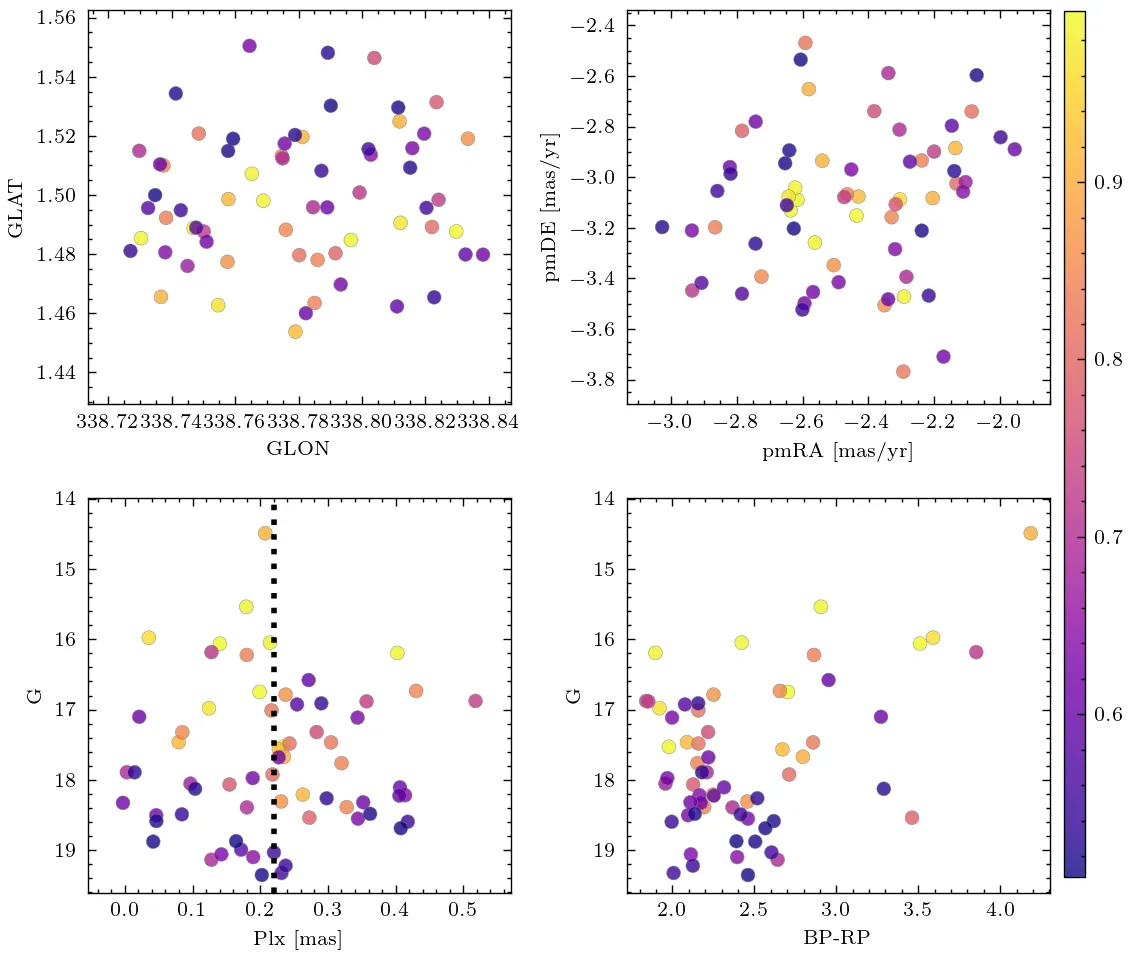 1.56
1.54
1.52
1.50
1.48
1.46
1.44
GLAT
338.72 338.74 338.76 338.78 338.80 338.82 338.84
GLON
−2.4
−2.6
−2.8
−3.0
−3.2
−3.4
−3.6
−3.8
pmDE [mas/yr]
−3.0 −2.8 −2.6 −2.4 −2.2 −2.0
pmRA [mas/yr]
14
15
16
17
18
19
G
0.0 0.1 0.2 0.3 0.4 0.5
Plx [mas]
14
15
16
17
18
19
G
2.0 2.5 3.0 3.5 4.0
BP-RP
0.9
0.8
0.7
0.6